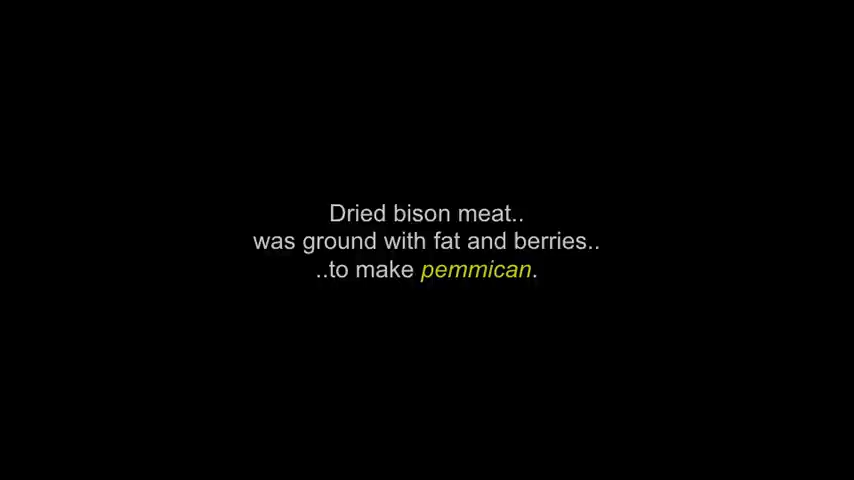 Dried bison meat..
was ground with fat and berries..
..to make pemmican.